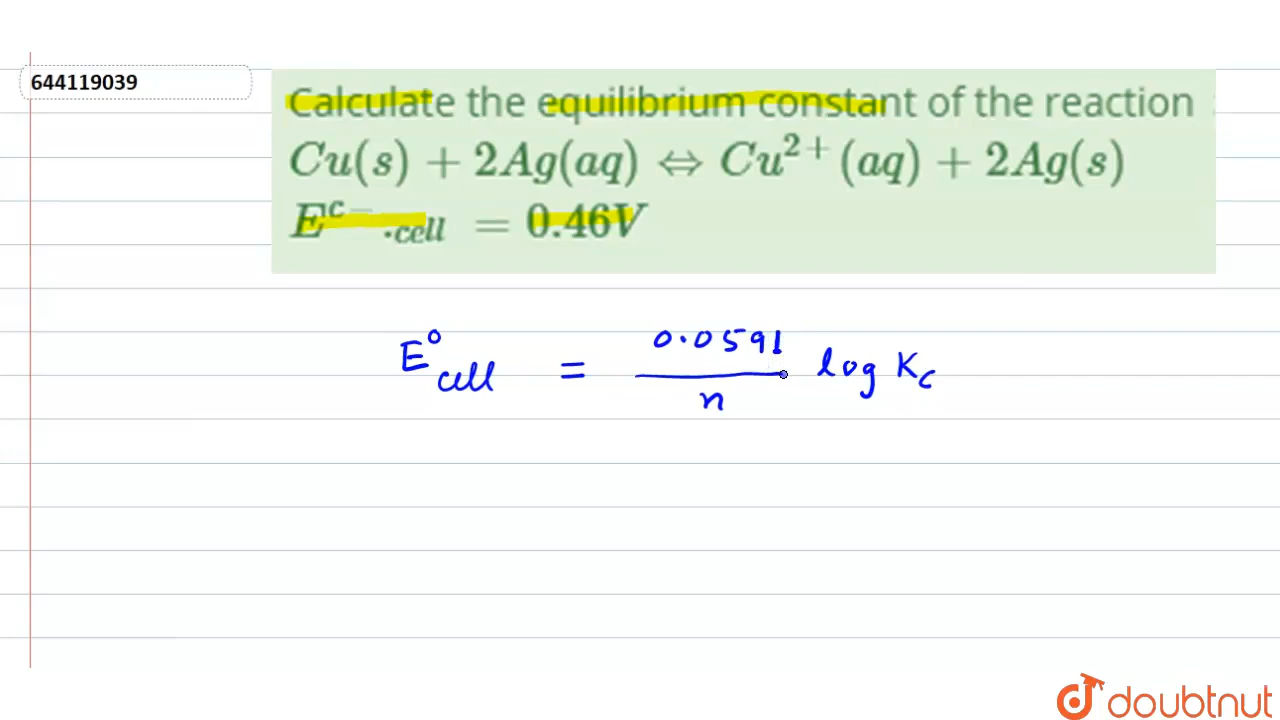 644119039
Calculate the equilibrium constant of the reaction
Cu(s) + 2Ag(aq) ⇔ Cu²⁺(aq) + 2Ag(s)
E^{c−}._{cell} = 0.46V
E⁰cell = 0.0591/n log Kc
doubtnut